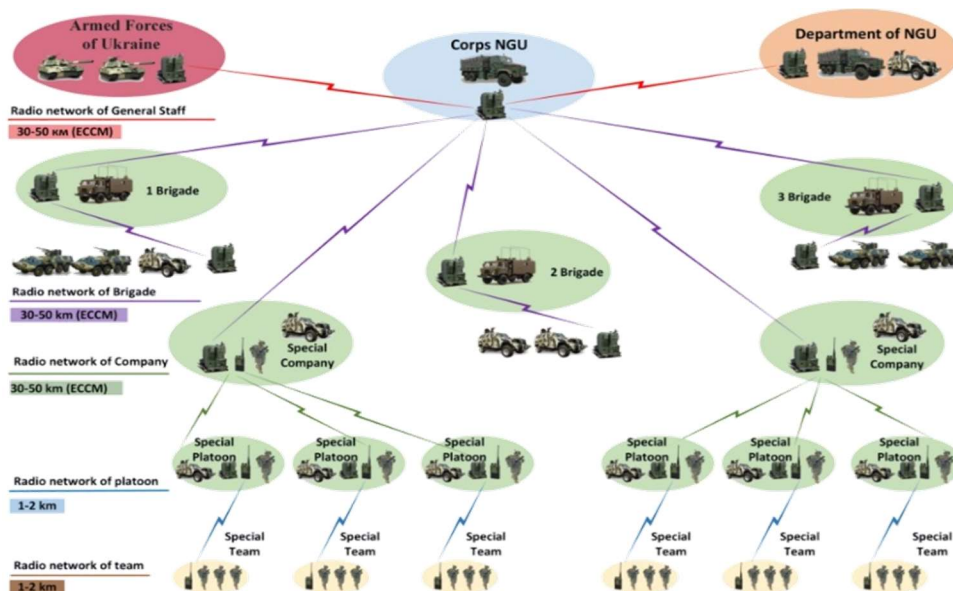 Armed Forces
of Ukraine
Corps NGU
Department of NGU
Radio network of General Staff
30-50 км (ECCM)
1 Brigade
3 Brigade
2 Brigade
Radio network of Brigade
30-50 km (ECCM)
Special
Company
Special
Company
Radio network of Company
30-50 km (ECCM)
Special
Platoon
Special
Platoon
Special
Platoon
Special
Platoon
Special
Platoon
Special
Platoon
Radio network of platoon
1-2 km
Special
Team
Special
Team
Special
Team
Special
Team
Special
Team
Special
Team
Radio network of team
1-2 km